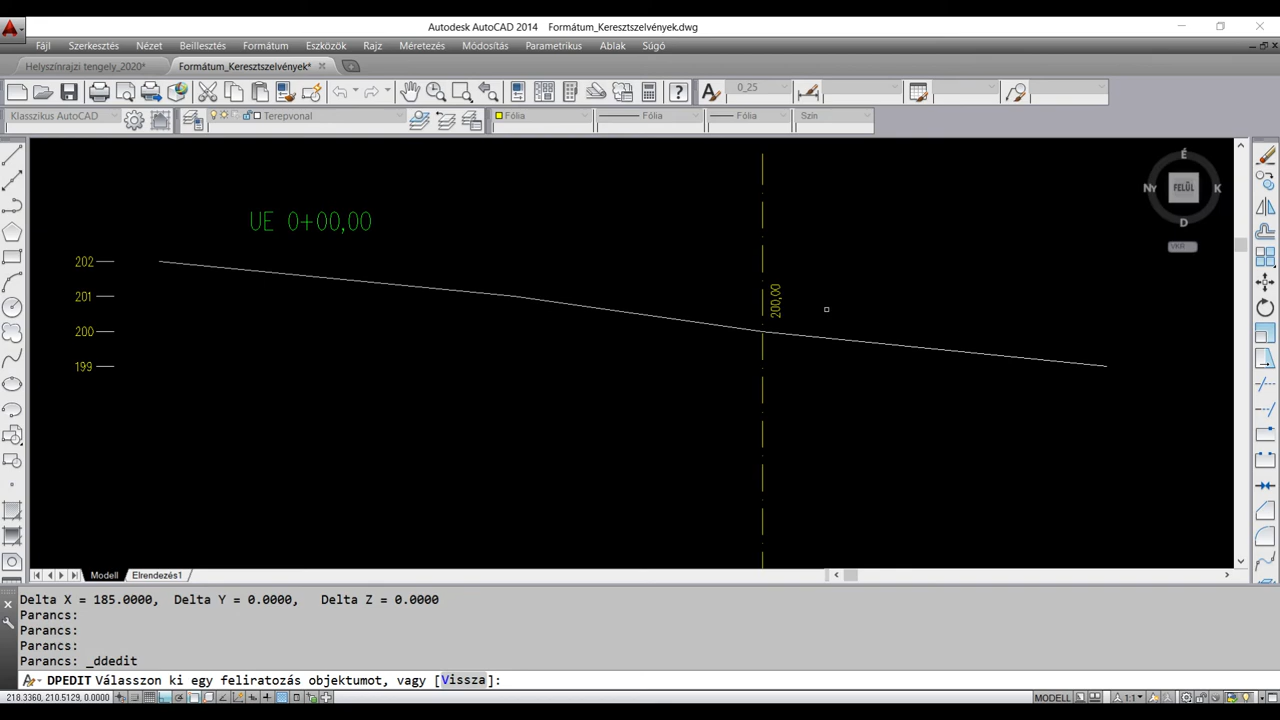 Autodesk AutoCAD 2014 Formátum_Keresztszelvények.dwg
Fájl Szerkesztés Nézet Beillesztés Formátum Eszközök Rajz Méretezés Módosítás Parametrikus Ablak Súgó
Helyszínrajzi tengely_2020* Formátum_Keresztszelvények*
0_25
Klasszikus AutoCAD Terepvonal Fólia Fólia Fólia Szín
É
NY FELÜL K
D
VKR
UE 0+00,00
202
201
200
199
200,00
Modell Elrendezés1
Delta X = 185.0000, Delta Y = 0.0000, Delta Z = 0.0000
Parancs:
Parancs:
Parancs:
Parancs: _ddedit
DPEDIT Válasszon ki egy feliratozás objektumot, vagy [Vissza]:
218.3360, 210.5129, 0.0000 MODELL 1:1